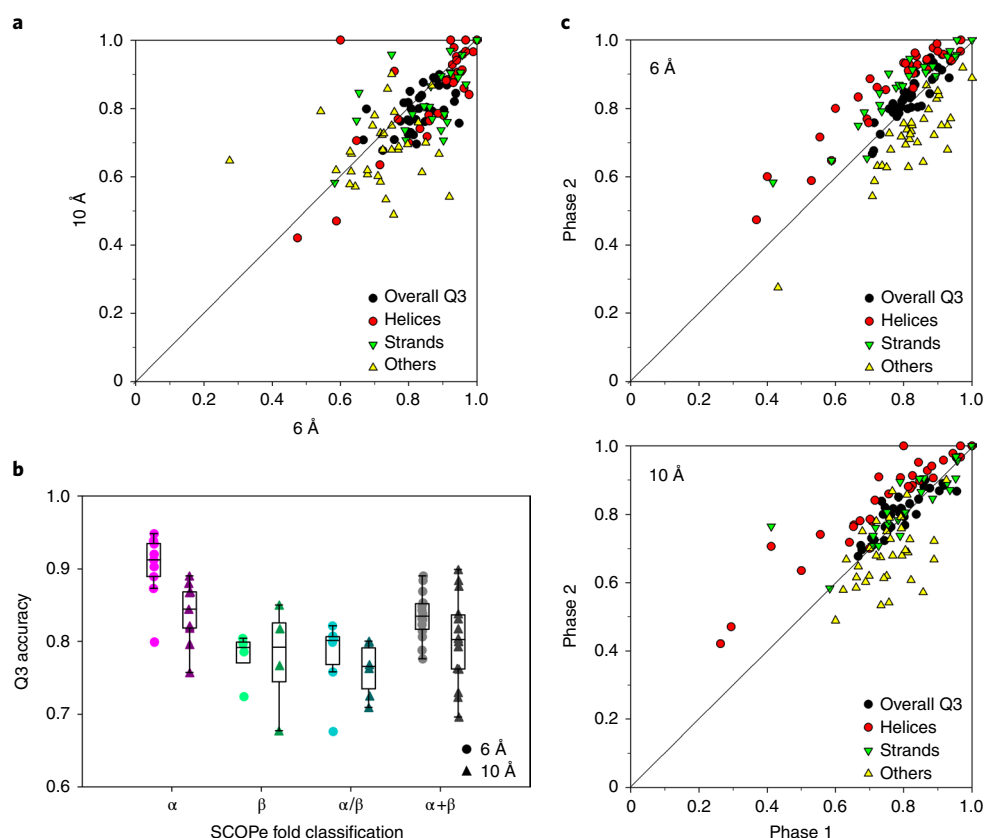 a
1.0
0.8
0.6
0.4
0.2
0
10 Å
Overall Q3
Helices
Strands
Others
0 0.2 0.4 0.6 0.8 1.0
6 Å
b
1.0
0.9
0.8
0.7
0.6
Q3 accuracy
6 Å
10 Å
α β α/β α+β
SCOPe fold classification
c
6 Å
1.0
0.8
0.6
0.4
0.2
0
Phase 2
Overall Q3
Helices
Strands
Others
0 0.2 0.4 0.6 0.8 1.0
10 Å
1.0
0.8
0.6
0.4
0.2
0
Phase 2
Overall Q3
Helices
Strands
Others
0 0.2 0.4 0.6 0.8 1.0
Phase 1